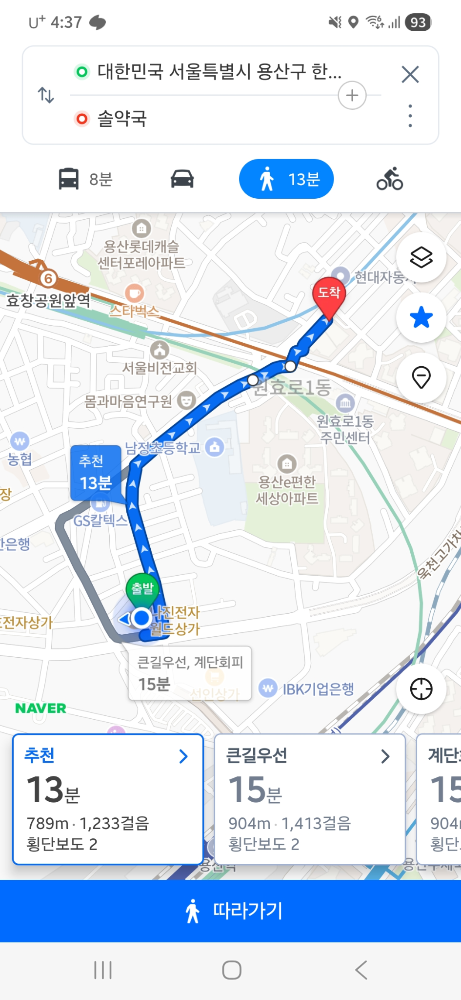 U+ 4:37
6
93
대한민국 서울특별시 용산구 한...
솔약국
8분
13분
용산롯데캐슬
센터포레아파트
6
효창공원앞역
스타벅스
현대자동
도착
서울비전교회
원효로1동
몸과마음연구원
원효로1동
주민센터
농협
남정초등학교
추천
13분
용산e편한
세상아파트
장
GS칼텍스
은행
욱천고가차
출발
나진전자
월드상가
전자상가
큰길우선, 계단회피
15분
선인상가
IBK기업은행
NAVER
추천
13분
789m · 1,233걸음
횡단보도 2
큰길우선
15분
904m · 1,413걸음
횡단보도 2
계단
15
904m
횡단
용산역
따라가기